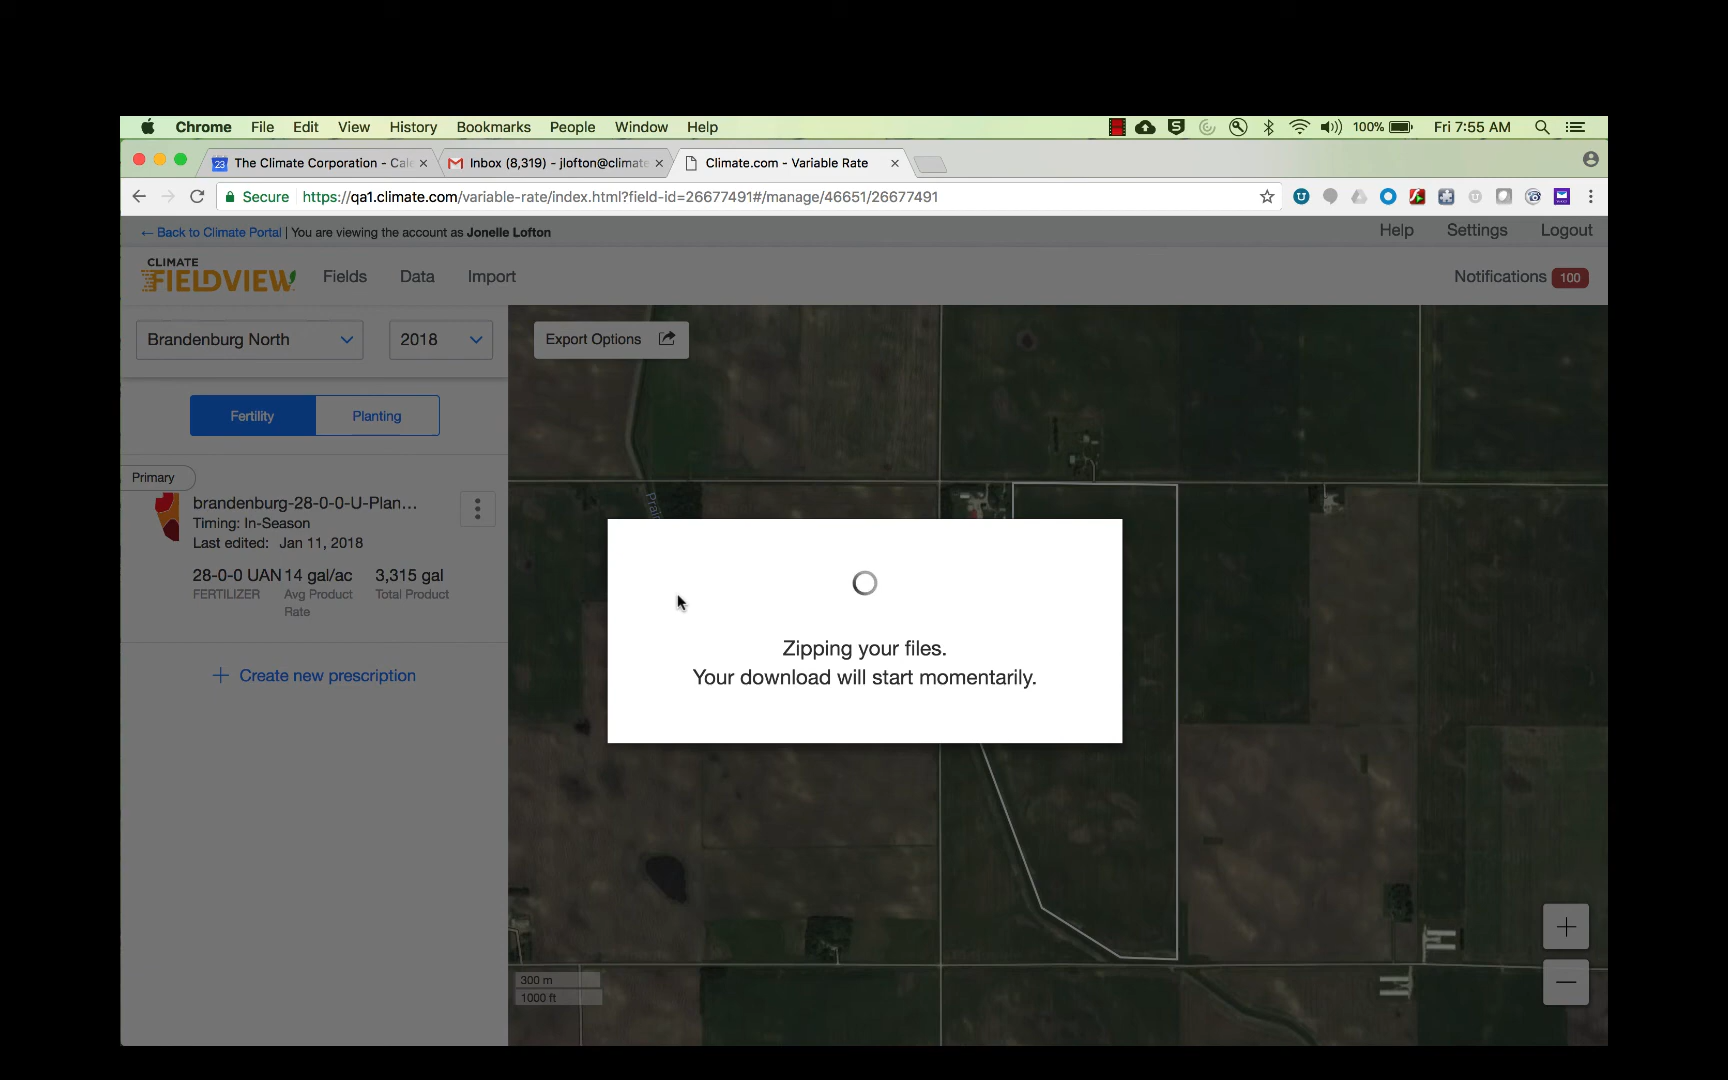 Chrome File Edit View History Bookmarks People Window Help 100% Fri 7:55 AM
23 The Climate Corporation - Cale Inbox (8,319) - jlofton@climate Climate.com - Variable Rate
Secure https://qa1.climate.com/variable-rate/index.html?field-id=26677491#/manage/46651/26677491
← Back to Climate Portal | You are viewing the account as Jonelle Lofton Help Settings Logout
CLIMATE
FIELDVIEW Fields Data Import Notifications 100
Brandenburg North 2018 Export Options
Fertility Planting
Primary
brandenburg-28-0-0-U-Plan...
Timing: In-Season
Last edited: Jan 11, 2018
28-0-0 UAN 14 gal/ac 3,315 gal
FERTILIZER Avg Product Total Product
Rate
+ Create new prescription
Zipping your files.
Your download will start momentarily.
300 m
1000 ft